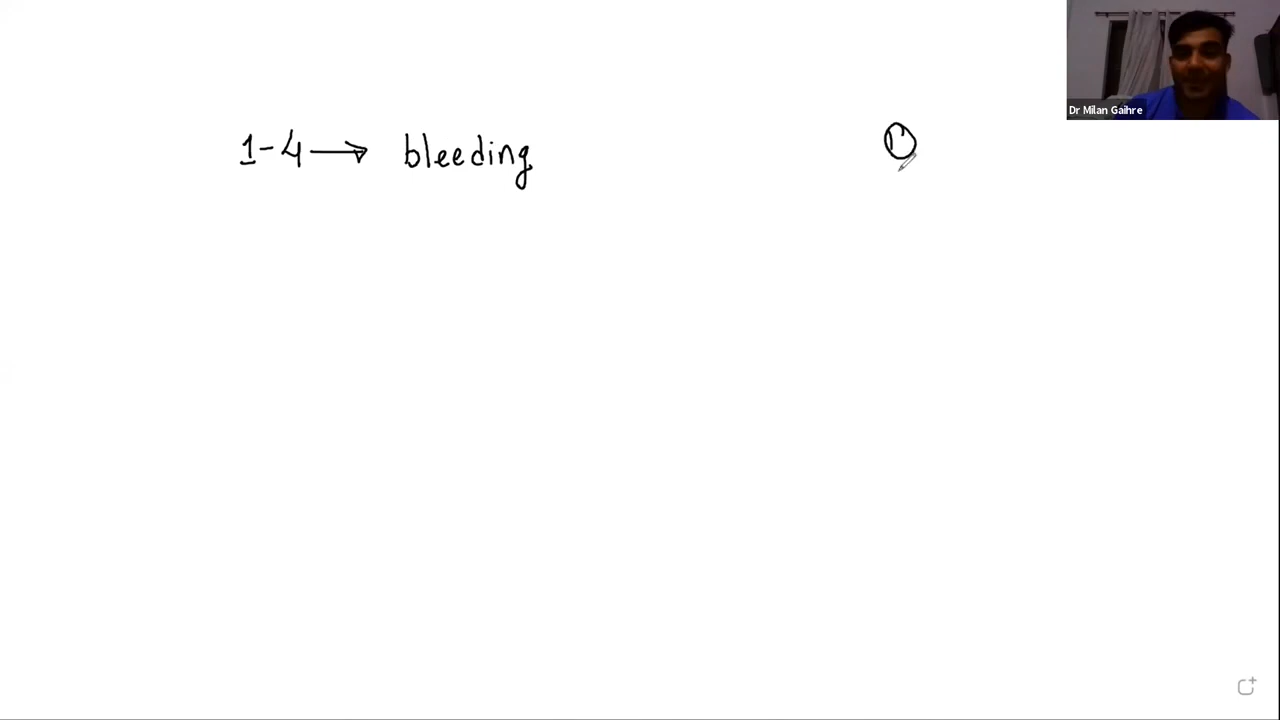 Dr Milan Gaihre
1-4 → bleeding